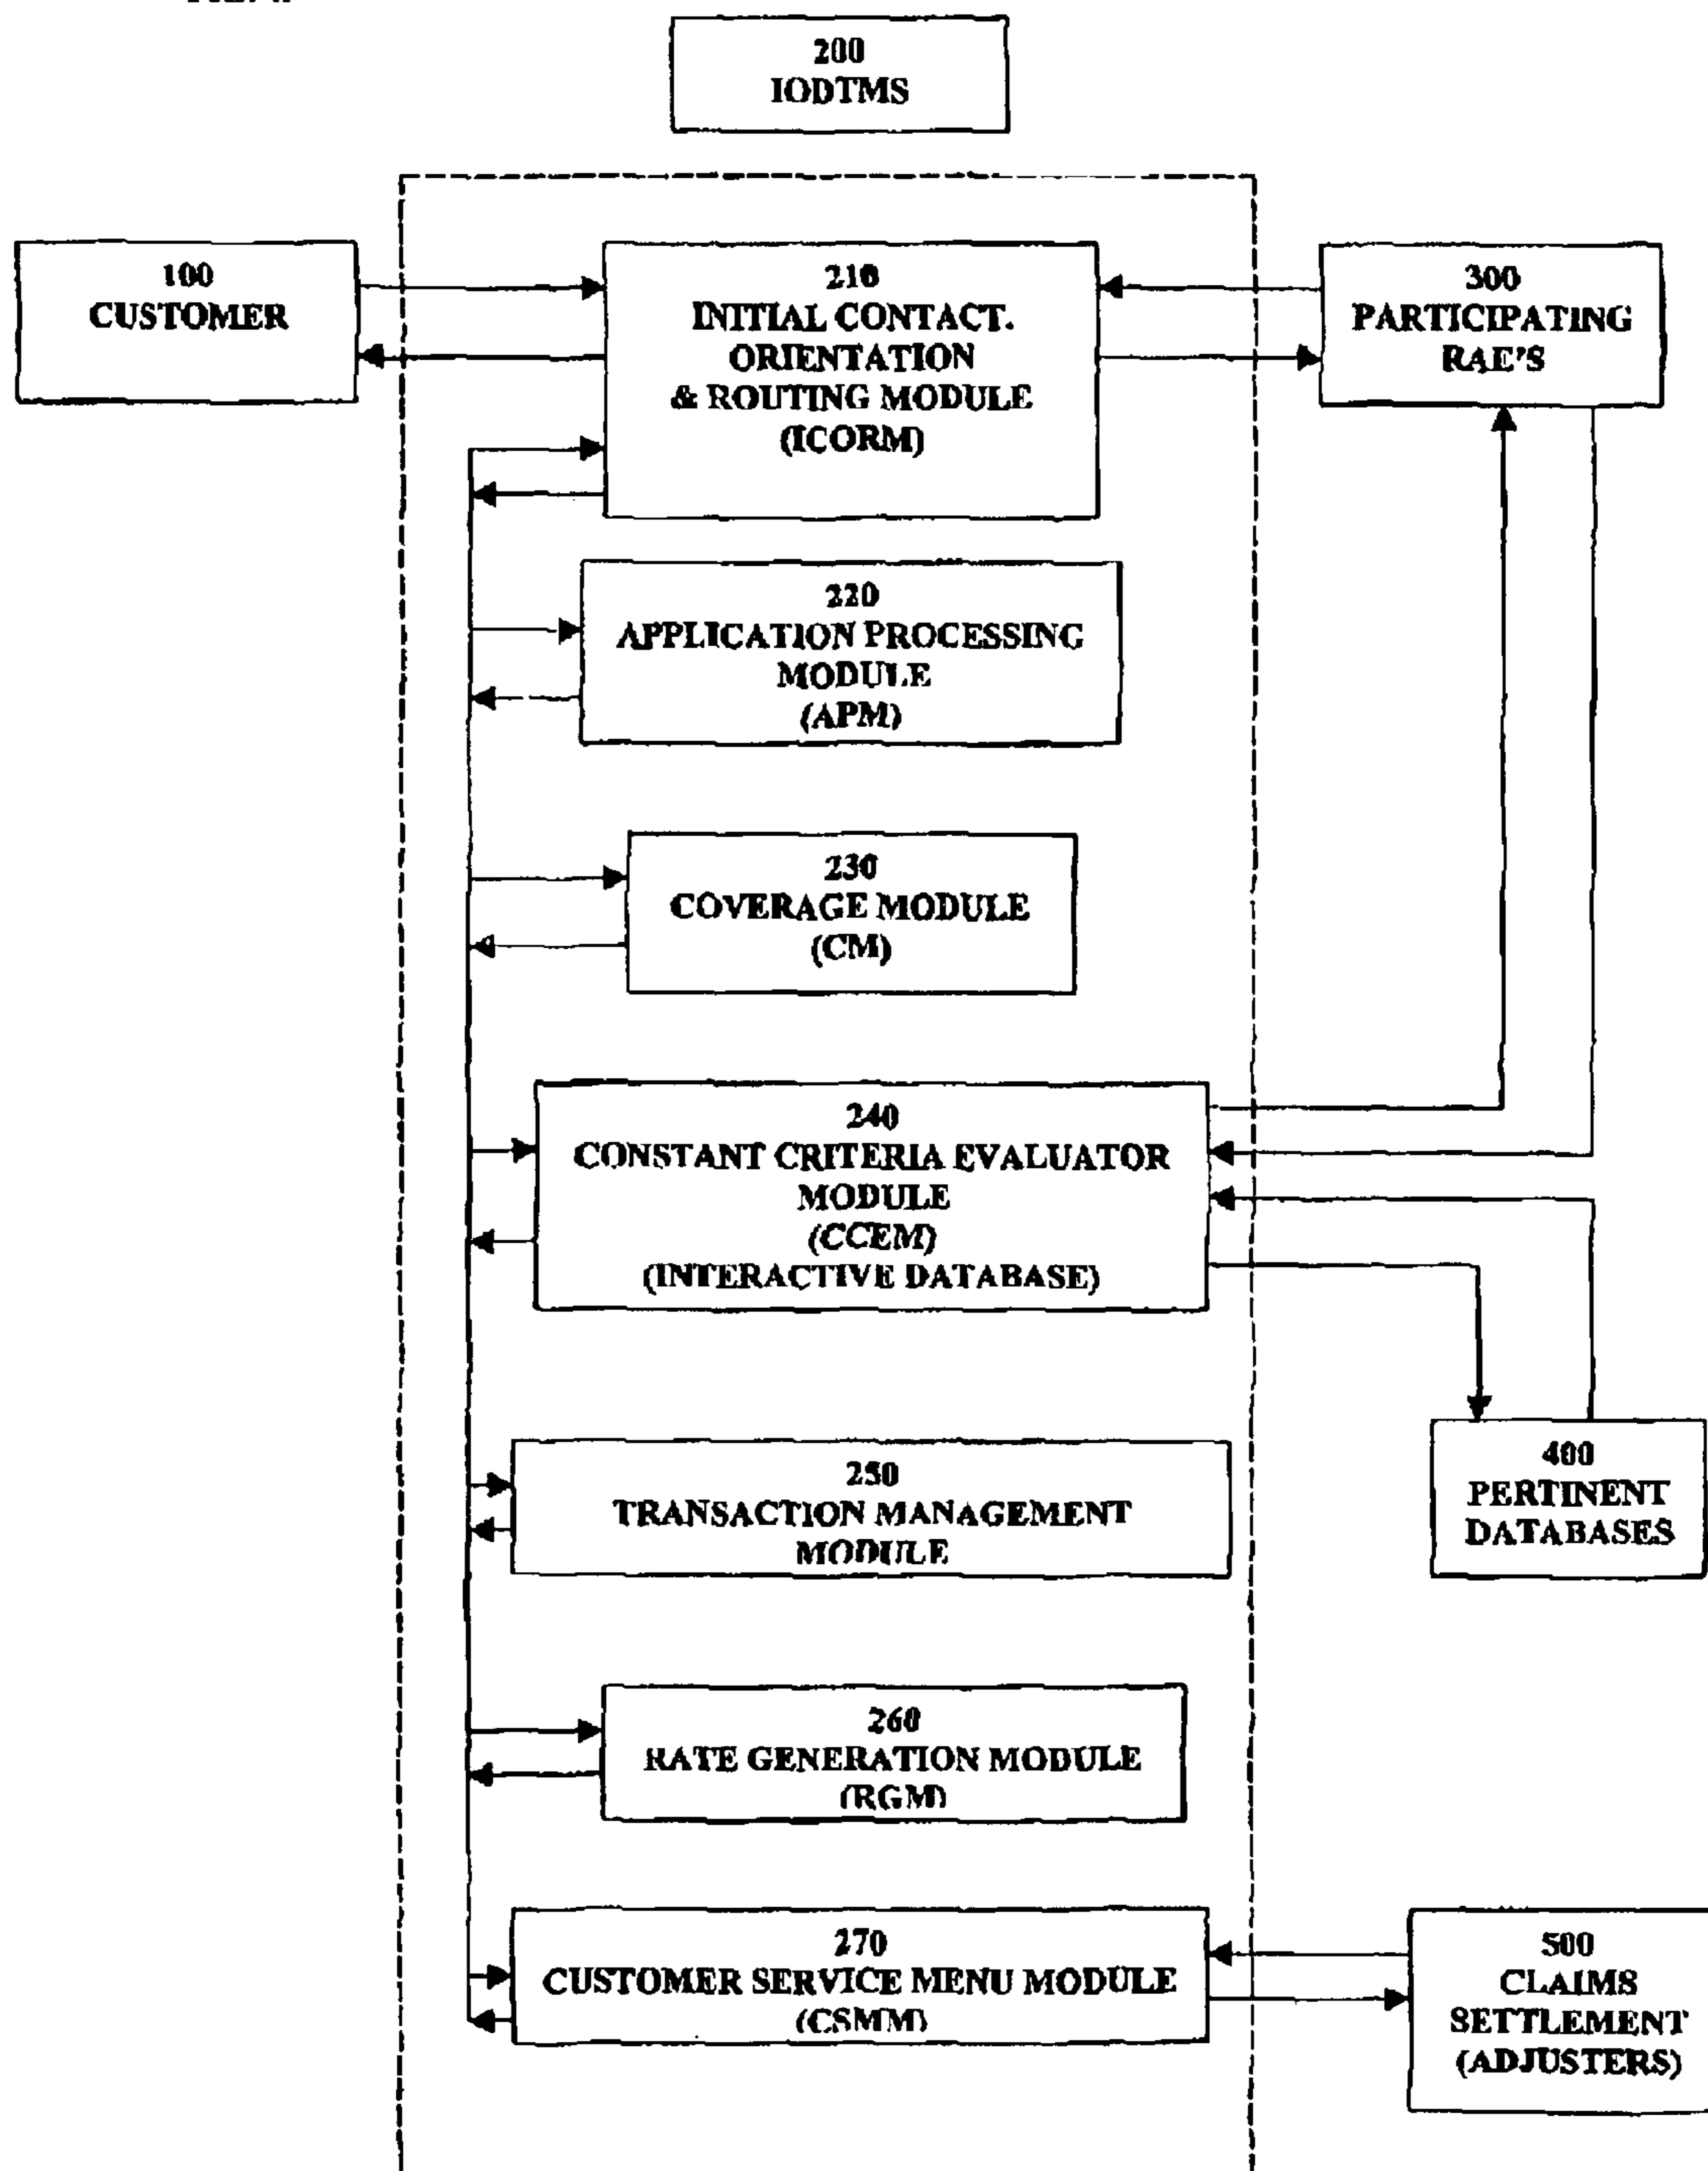 200
IODTMS
100
CUSTOMER
210
INITIAL CONTACT.
ORIENTATION
& ROUTING MODULE
(ICORM)
300
PARTICIPATING
RAE'S
220
APPLICATION PROCESSING
MODULE
(APM)
230
COVERAGE MODULE
(CM)
240
CONSTANT CRITERIA EVALUATOR
MODULE
(CCEM)
(INTERACTIVE DATABASE)
250
TRANSACTION MANAGEMENT
MODULE
400
PERTINENT
DATABASES
260
RATE GENERATION MODULE
(RGM)
270
CUSTOMER SERVICE MENU MODULE
(CSMM)
500
CLAIMS
SETTLEMENT
(ADJUSTERS)